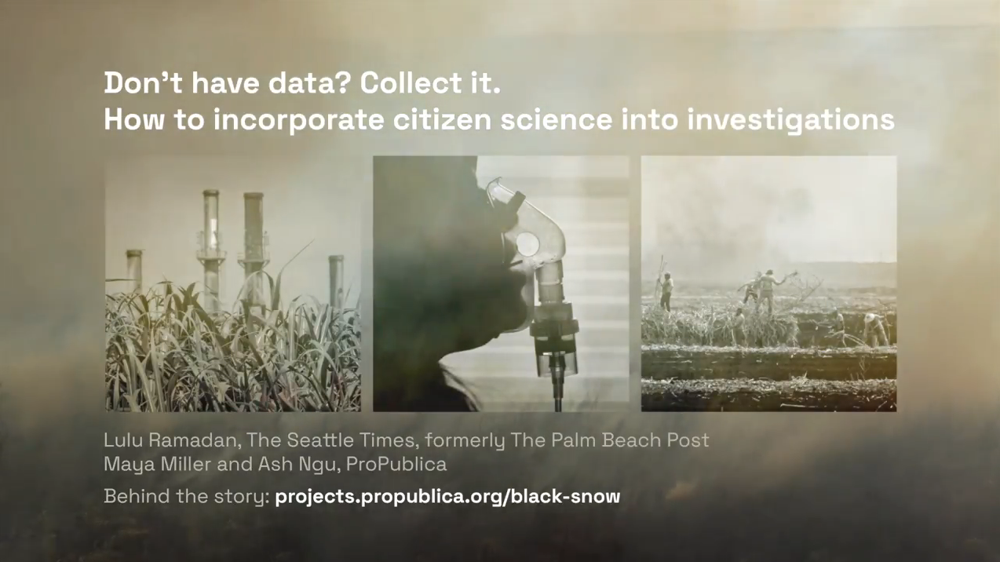 Don't have data? Collect it.
How to incorporate citizen science into investigations
Lulu Ramadan, The Seattle Times, formerly The Palm Beach Post
Maya Miller and Ash Ngu, ProPublica
Behind the story: projects.propublica.org/black-snow